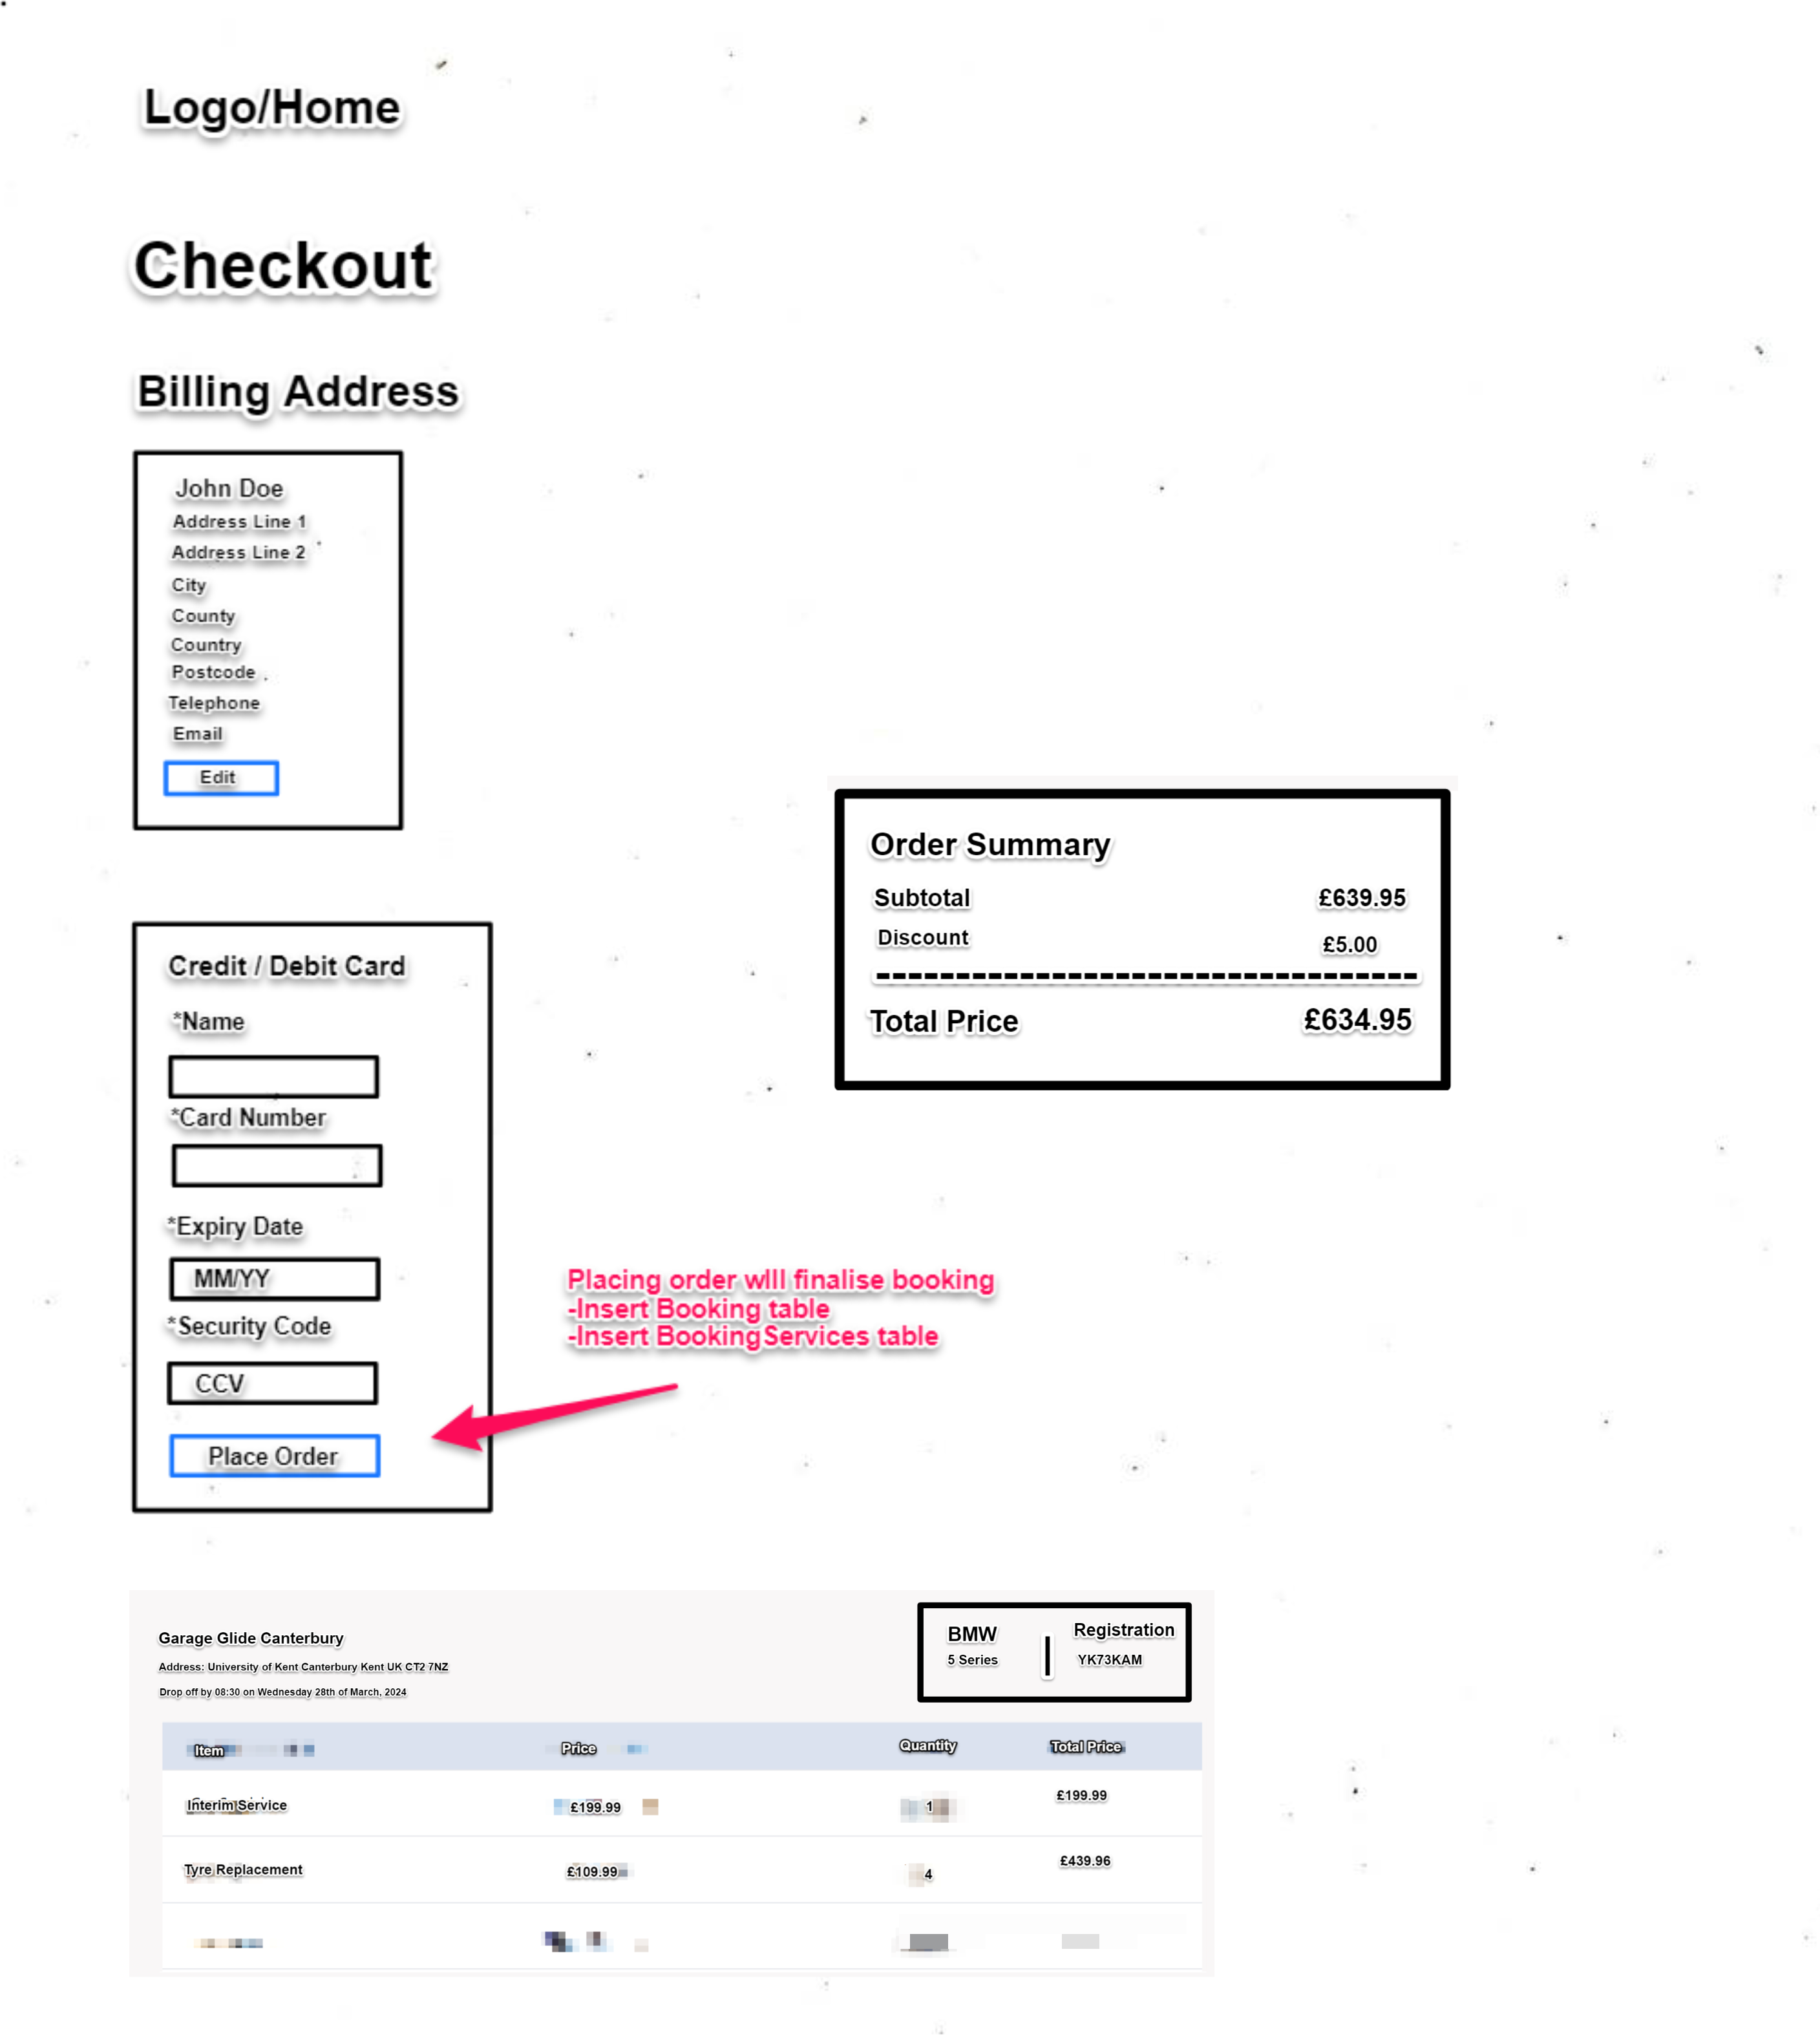 Logo/Home
Checkout
Billing Address
John Doe
Address Line 1
Address Line 2
City
County
Country
Postcode
Telephone
Email
Edit
Order Summary
Subtotal £639.95
Discount £5.00
Total Price £634.95
Credit / Debit Card
*Name
*Card Number
*Expiry Date
MM/YY
*Security Code
CCV
Place Order
Placing order wIll finalise booking
-Insert Booking table
-Insert BookingServices table
Garage Glide Canterbury
Address: University of Kent Canterbury Kent UK CT2 7NZ
Drop off by 08:30 on Wednesday 28th of March, 2024
BMW | Registration
5 Series YK73KAM
Item Price Quantity Total Price
Interim Service £199.99 1 £199.99
Tyre Replacement £109.99 4 £439.96